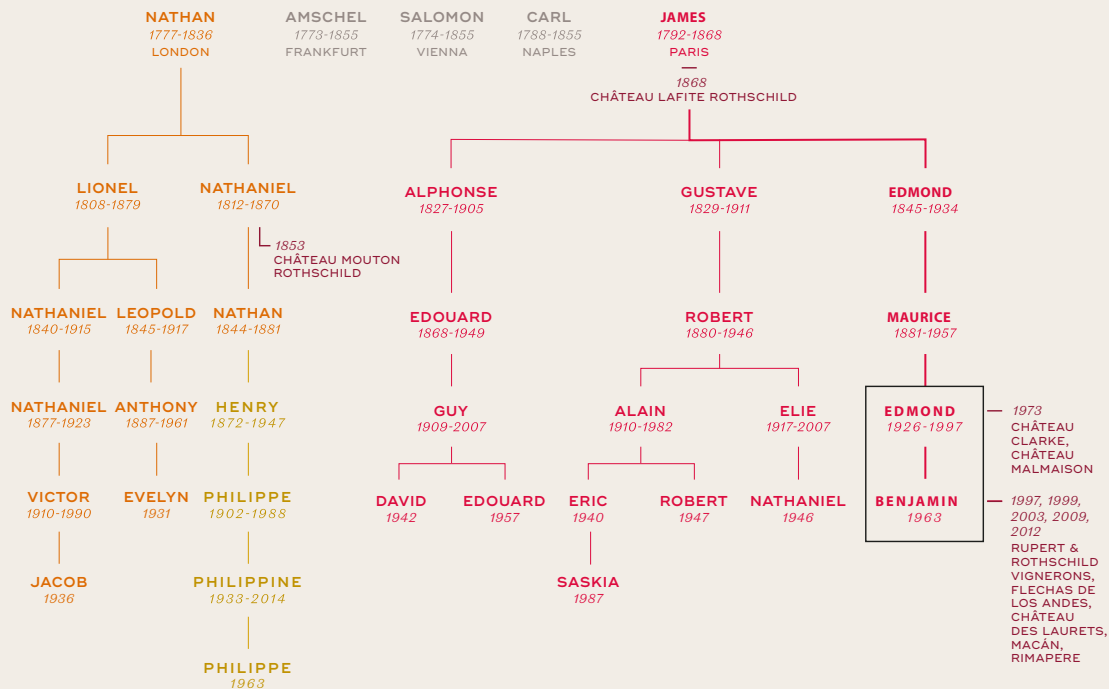 NATHAN
1777-1836
LONDON
AMSCHEL
1773-1855
FRANKFURT
SALOMON
1774-1855
VIENNA
CARL
1788-1855
NAPLES
JAMES
1792-1868
PARIS
1868
CHÂTEAU LAFITE ROTHSCHILD
LIONEL
1808-1879
NATHANIEL
1812-1870
ALPHONSE
1827-1905
GUSTAVE
1829-1911
EDMOND
1845-1934
1853
CHÂTEAU MOUTON
ROTHSCHILD
NATHANIEL
1840-1915
LEOPOLD
1845-1917
NATHAN
1844-1881
EDOUARD
1868-1949
ROBERT
1880-1946
MAURICE
1881-1957
NATHANIEL
1877-1923
ANTHONY
1887-1961
HENRY
1872-1947
GUY
1909-2007
ALAIN
1910-1982
ELIE
1917-2007
EDMOND
1926-1997
1973
CHÂTEAU
CLARKE,
CHÂTEAU
MALMAISON
VICTOR
1910-1990
EVELYN
1931
PHILIPPE
1902-1988
DAVID
1942
EDOUARD
1957
ERIC
1940
ROBERT
1947
NATHANIEL
1946
BENJAMIN
1963
1997, 1999,
2003, 2009,
2012
RUPERT &
ROTHSCHILD
VIGNERONS,
FLECHAS DE
LOS ANDES,
CHÂTEAU
DES LAURETS,
MACÁN,
RIMAPERE
JACOB
1936
PHILIPPINE
1933-2014
SASKIA
1987
PHILIPPE
1963